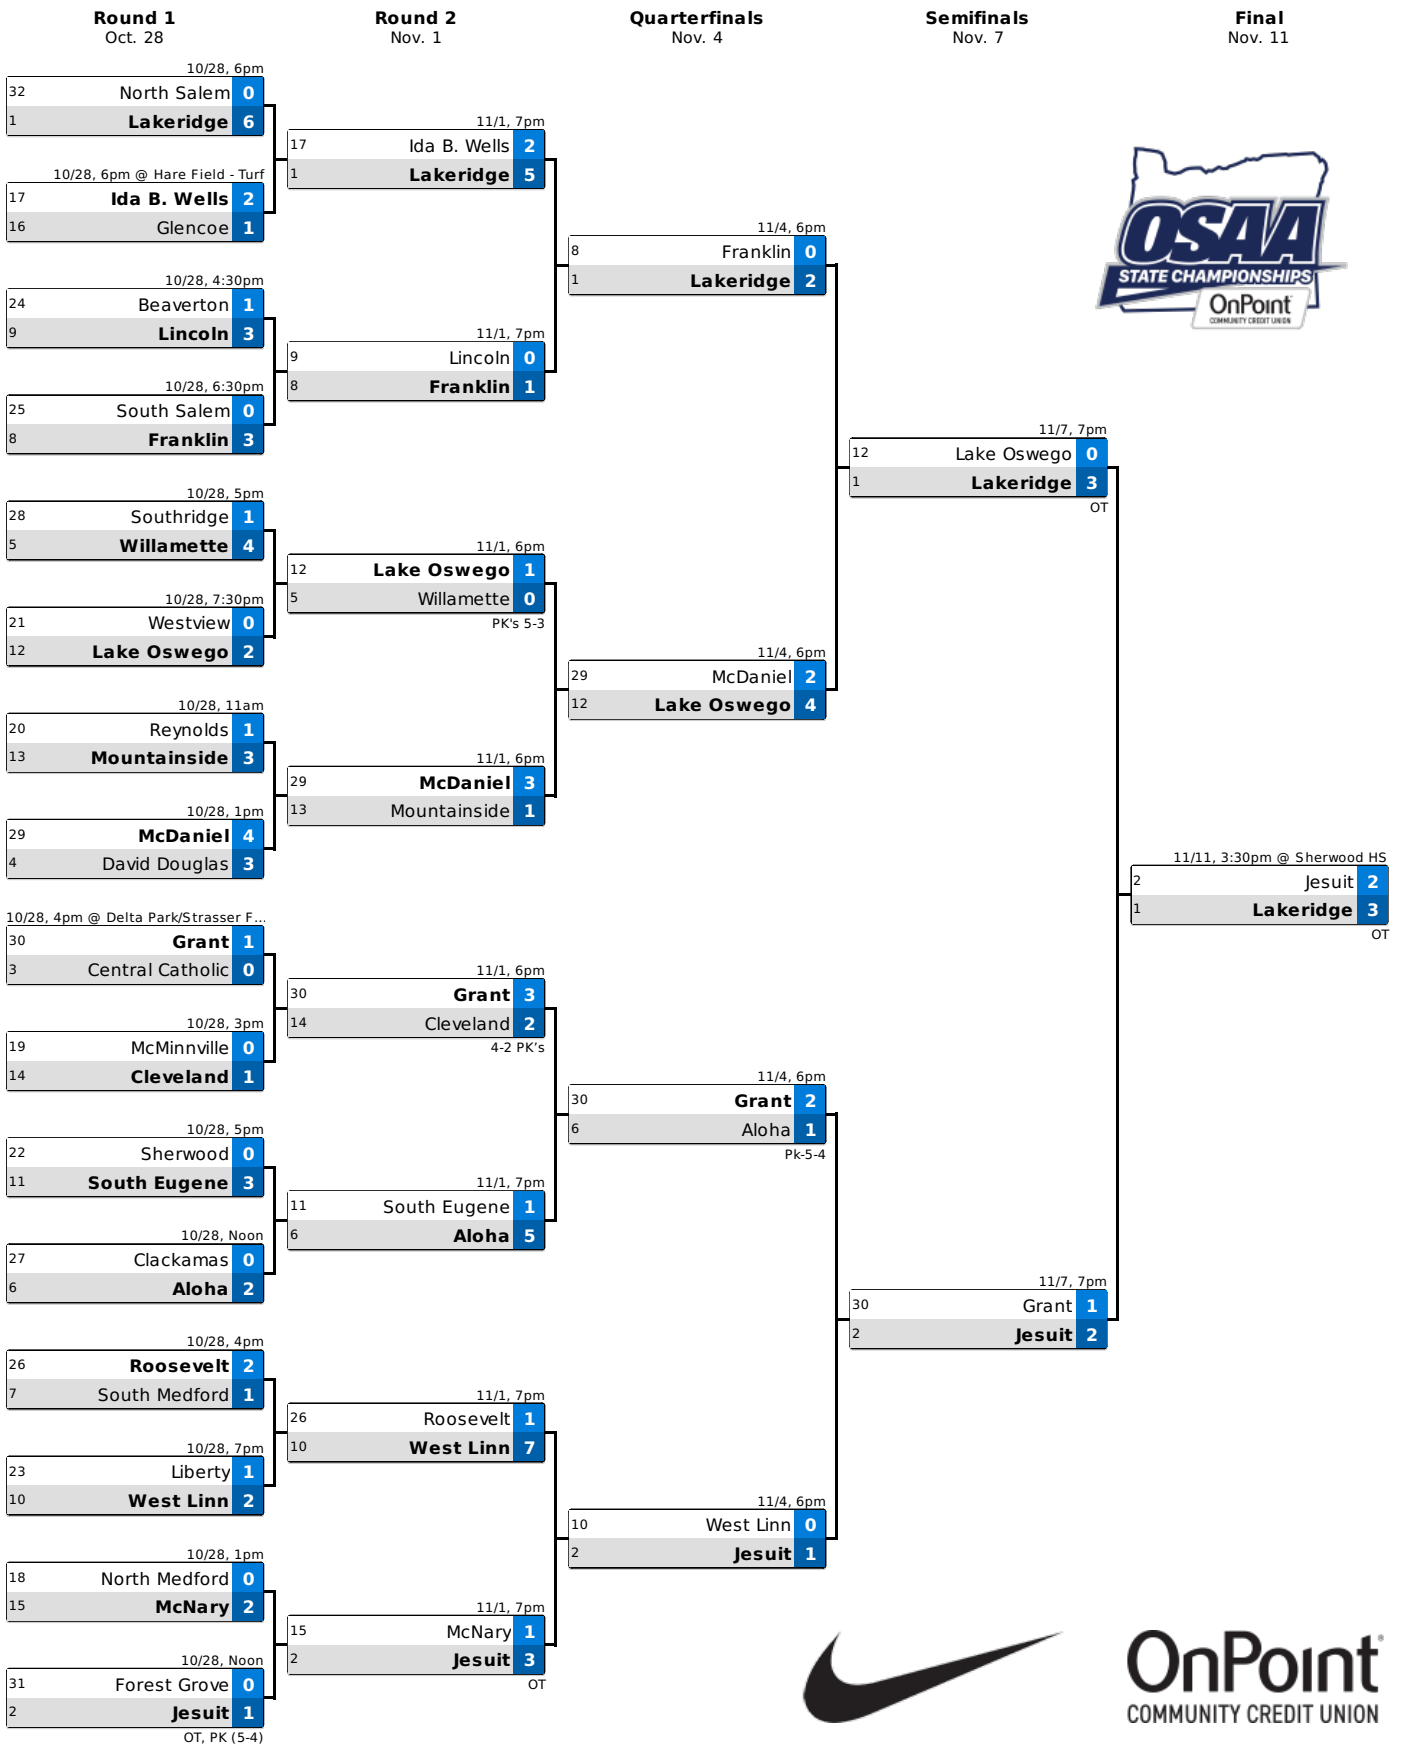 Round 1
Oct. 28
Round 2
Nov. 1
Quarterfinals
Nov. 4
Semifinals
Nov. 7
Final
Nov. 11
10/28, 6pm
32 North Salem 0
1 Lakeridge 6
10/28, 6pm @ Hare Field - Turf
17 Ida B. Wells 2
16 Glencoe 1
10/28, 4:30pm
24 Beaverton 1
9 Lincoln 3
10/28, 6:30pm
25 South Salem 0
8 Franklin 3
10/28, 5pm
28 Southridge 1
5 Willamette 4
10/28, 7:30pm
21 Westview 0
12 Lake Oswego 2
10/28, 11am
20 Reynolds 1
13 Mountainside 3
10/28, 1pm
29 McDaniel 4
4 David Douglas 3
10/28, 4pm @ Delta Park/Strasser F...
30 Grant 1
3 Central Catholic 0
10/28, 3pm
19 McMinnville 0
14 Cleveland 1
10/28, 5pm
22 Sherwood 0
11 South Eugene 3
10/28, Noon
27 Clackamas 0
6 Aloha 2
10/28, 4pm
26 Roosevelt 2
7 South Medford 1
10/28, 7pm
23 Liberty 1
10 West Linn 2
10/28, 1pm
18 North Medford 0
15 McNary 2
10/28, Noon
31 Forest Grove 0
2 Jesuit 1
OT, PK (5-4)
11/1, 7pm
17 Ida B. Wells 2
1 Lakeridge 5
11/1, 7pm
9 Lincoln 0
8 Franklin 1
11/1, 6pm
12 Lake Oswego 1
5 Willamette 0
PK's 5-3
11/1, 6pm
29 McDaniel 3
13 Mountainside 1
11/1, 6pm
30 Grant 3
14 Cleveland 2
4-2 PK’s
11/1, 7pm
11 South Eugene 1
6 Aloha 5
11/1, 7pm
26 Roosevelt 1
10 West Linn 7
11/1, 7pm
15 McNary 1
2 Jesuit 3
OT
11/4, 6pm
8 Franklin 0
1 Lakeridge 2
11/4, 6pm
29 McDaniel 2
12 Lake Oswego 4
11/4, 6pm
30 Grant 2
6 Aloha 1
Pk-5-4
11/4, 6pm
10 West Linn 0
2 Jesuit 1
11/7, 7pm
12 Lake Oswego 0
1 Lakeridge 3
OT
11/7, 7pm
30 Grant 1
2 Jesuit 2
11/11, 3:30pm @ Sherwood HS
2 Jesuit 2
1 Lakeridge 3
OT
OSAA
STATE CHAMPIONSHIPS
OnPoint
COMMUNITY CREDIT UNION
OnPoint®
COMMUNITY CREDIT UNION